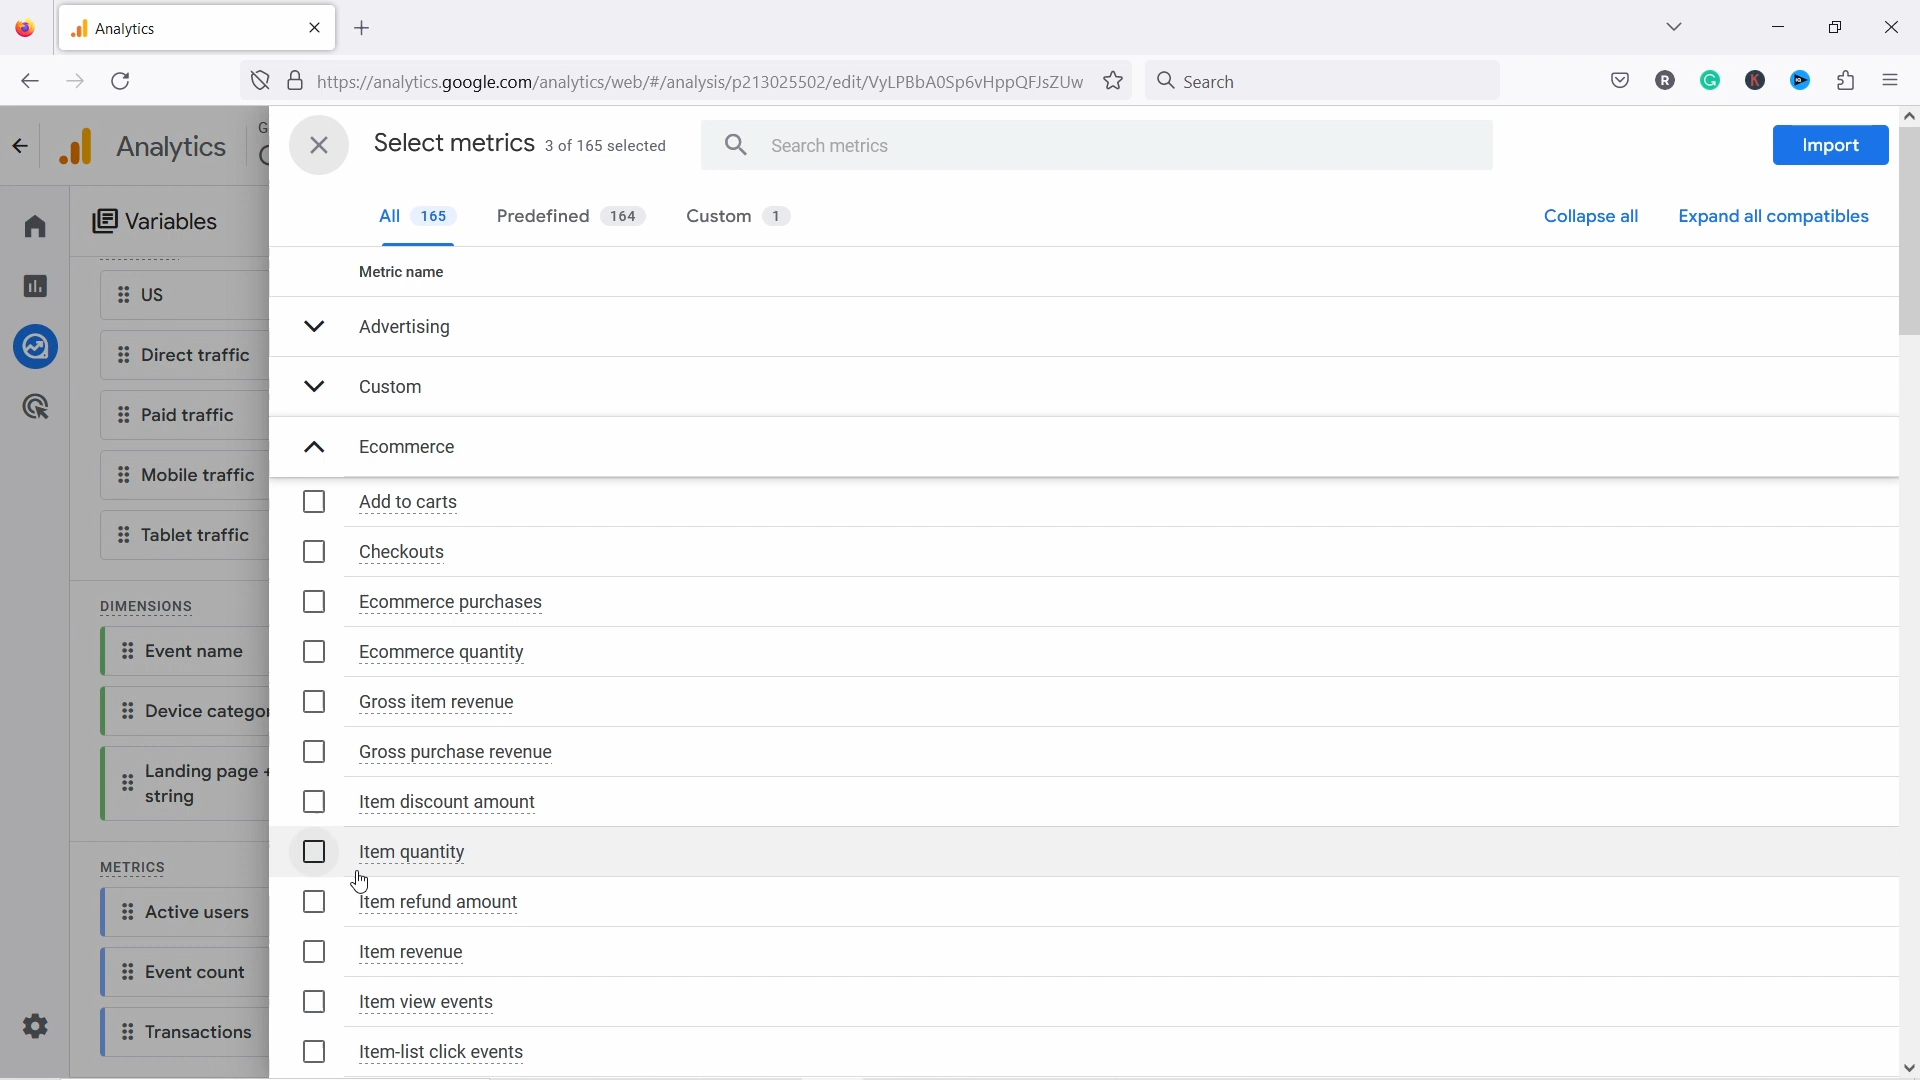 Analytics
https://analytics.google.com/analytics/web/#/analysis/p213025502/edit/VyLPBbA0Sp6vHppQFJsZUw
Search
Analytics
Select metrics 3 of 165 selected
Search metrics
Import
Variables
All 165
Predefined 164
Custom 1
Collapse all
Expand all compatibles
Metric name
US
Advertising
Direct traffic
Custom
Paid traffic
Ecommerce
Mobile traffic
Add to carts
Tablet traffic
Checkouts
DIMENSIONS
Ecommerce purchases
Event name
Ecommerce quantity
Device catego
Gross item revenue
Landing page +
string
Gross purchase revenue
Item discount amount
METRICS
Item quantity
Active users
Item refund amount
Event count
Item revenue
Item view events
Transactions
Item-list click events